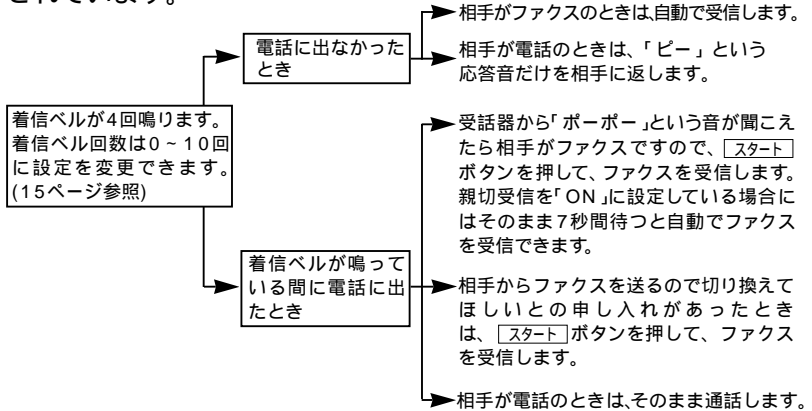 されています。
着信ベルが4回鳴ります。
着信ベル回数は0~10回
に設定を変更できます。
(15ページ参照)
電話に出なかった
とき
相手がファクスのときは、自動で受信します。
相手が電話のときは、「ピー」という
応答音だけを相手に返します。
着信ベルが鳴って
いる間に電話に出
たとき
受話器から「ポーポー」という音が聞こえ
たら相手がファクスですので、スタート
ボタンを押して、ファクスを受信します。
親切受信を「ON」に設定している場合に
はそのまま7秒間待つと自動でファクス
を受信できます。
相手からファクスを送るので切り換えて
ほしいとの申し入れがあったとき
は、スタートボタンを押して、ファクス
を受信します。
相手が電話のときは、そのまま通話します。